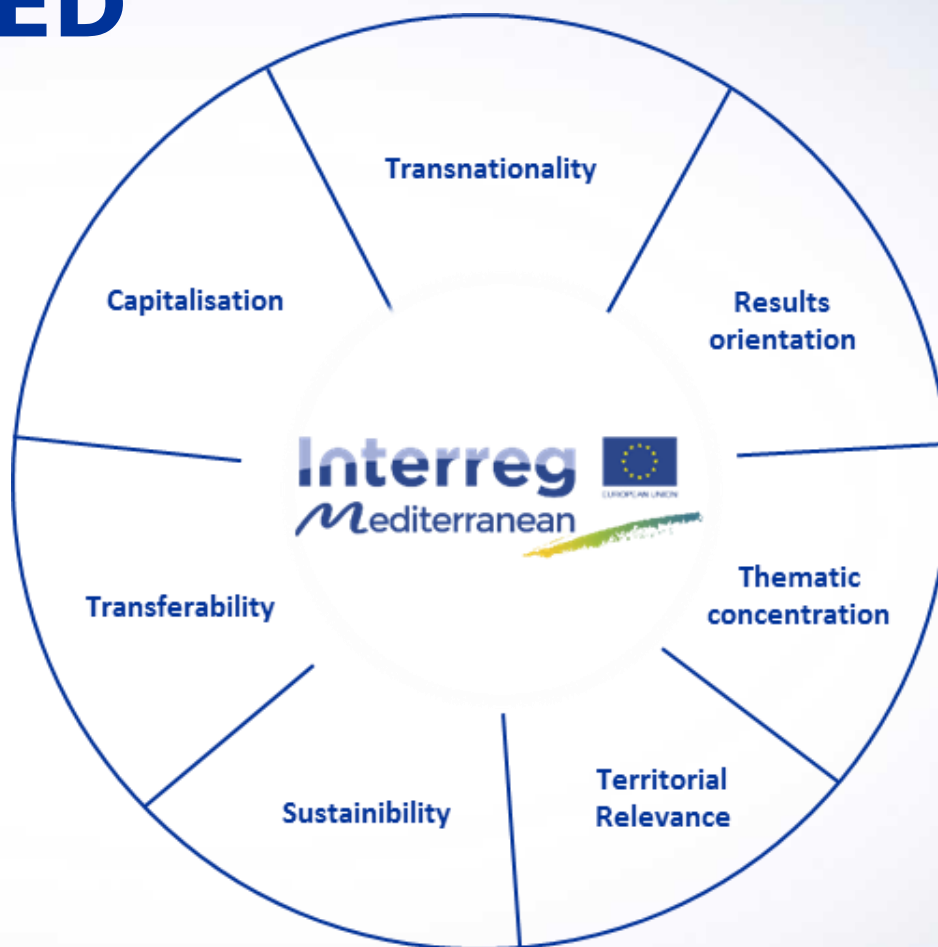 ED
Transnationality
Capitalisation
Results
orientation
Interreg
EUROPEAN UNION
Mediterranean
Thematic
concentration
Transferability
Territorial
Relevance
Sustainibility